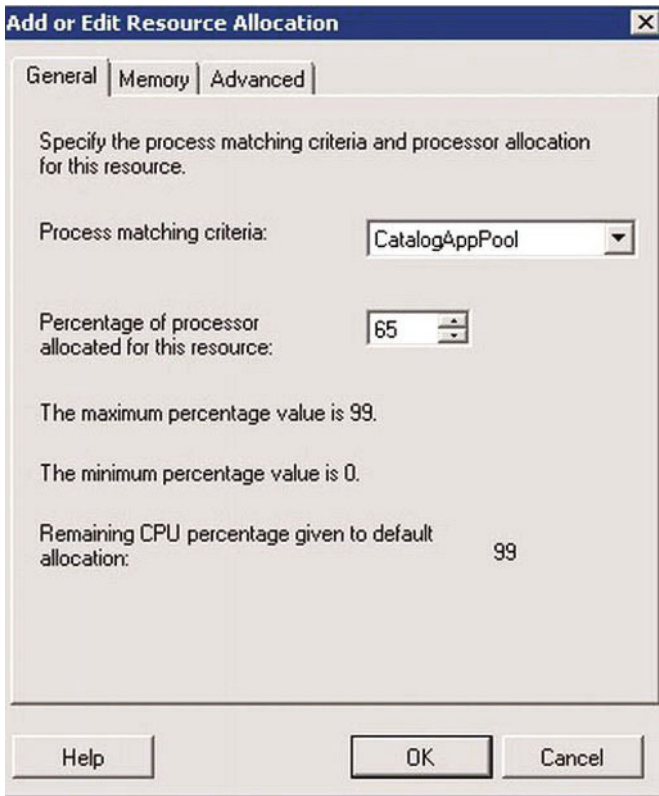 Add or Edit Resource Allocation
General
Memory
Advanced
Specify the process matching criteria and processor allocation
for this resource.
Process matching criteria:
CatalogAppPool
Percentage of processor
allocated for this resource:
65
The maximum percentage value is 99.
The minimum percentage value is 0.
Remaining CPU percentage given to default
allocation:
99
Help
OK
Cancel